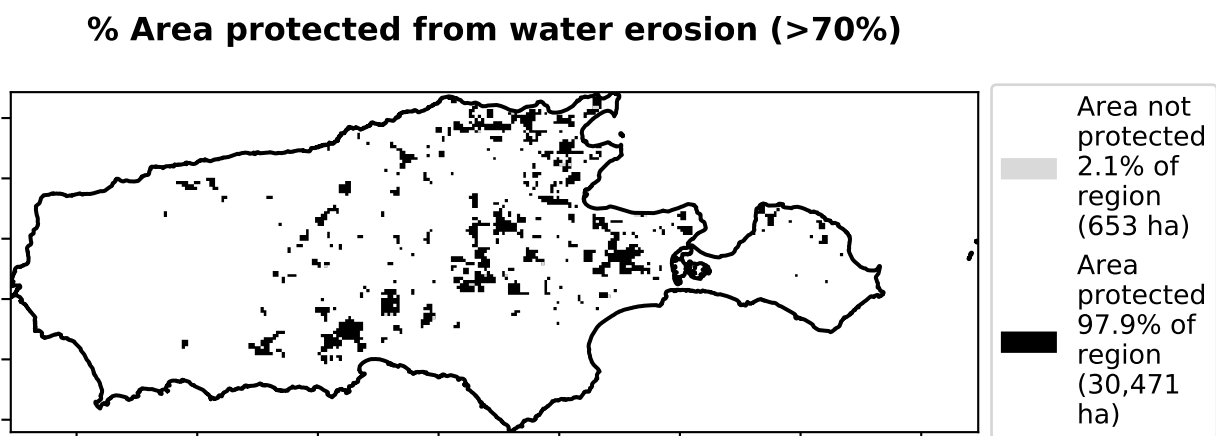 % Area protected from water erosion (>70%)
Area not
protected
2.1% of
region
(653 ha)
Area
protected
97.9% of
region
(30,471
ha)